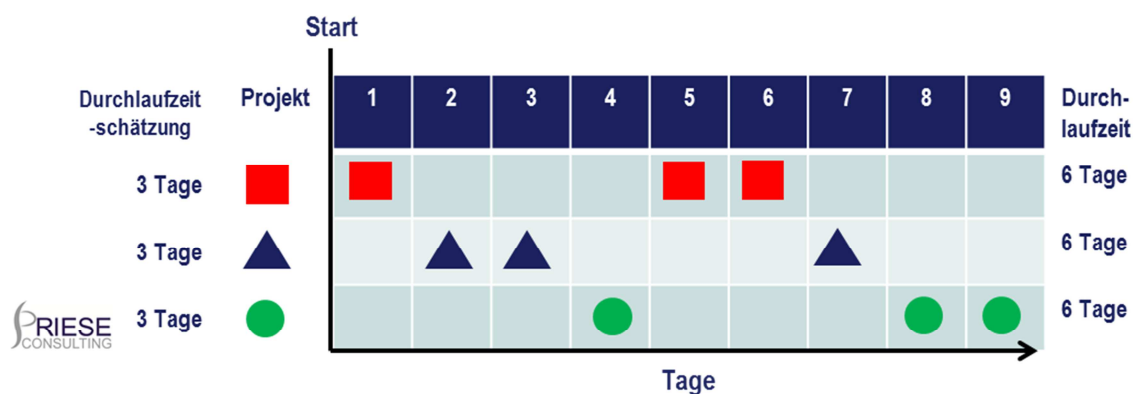 Start
Durchlaufzeit
-schätzung
Projekt
1 2 3 4 5 6 7 8 9
Durch-
laufzeit
3 Tage
6 Tage
3 Tage
6 Tage
PRIESE
CONSULTING
3 Tage
6 Tage
Tage